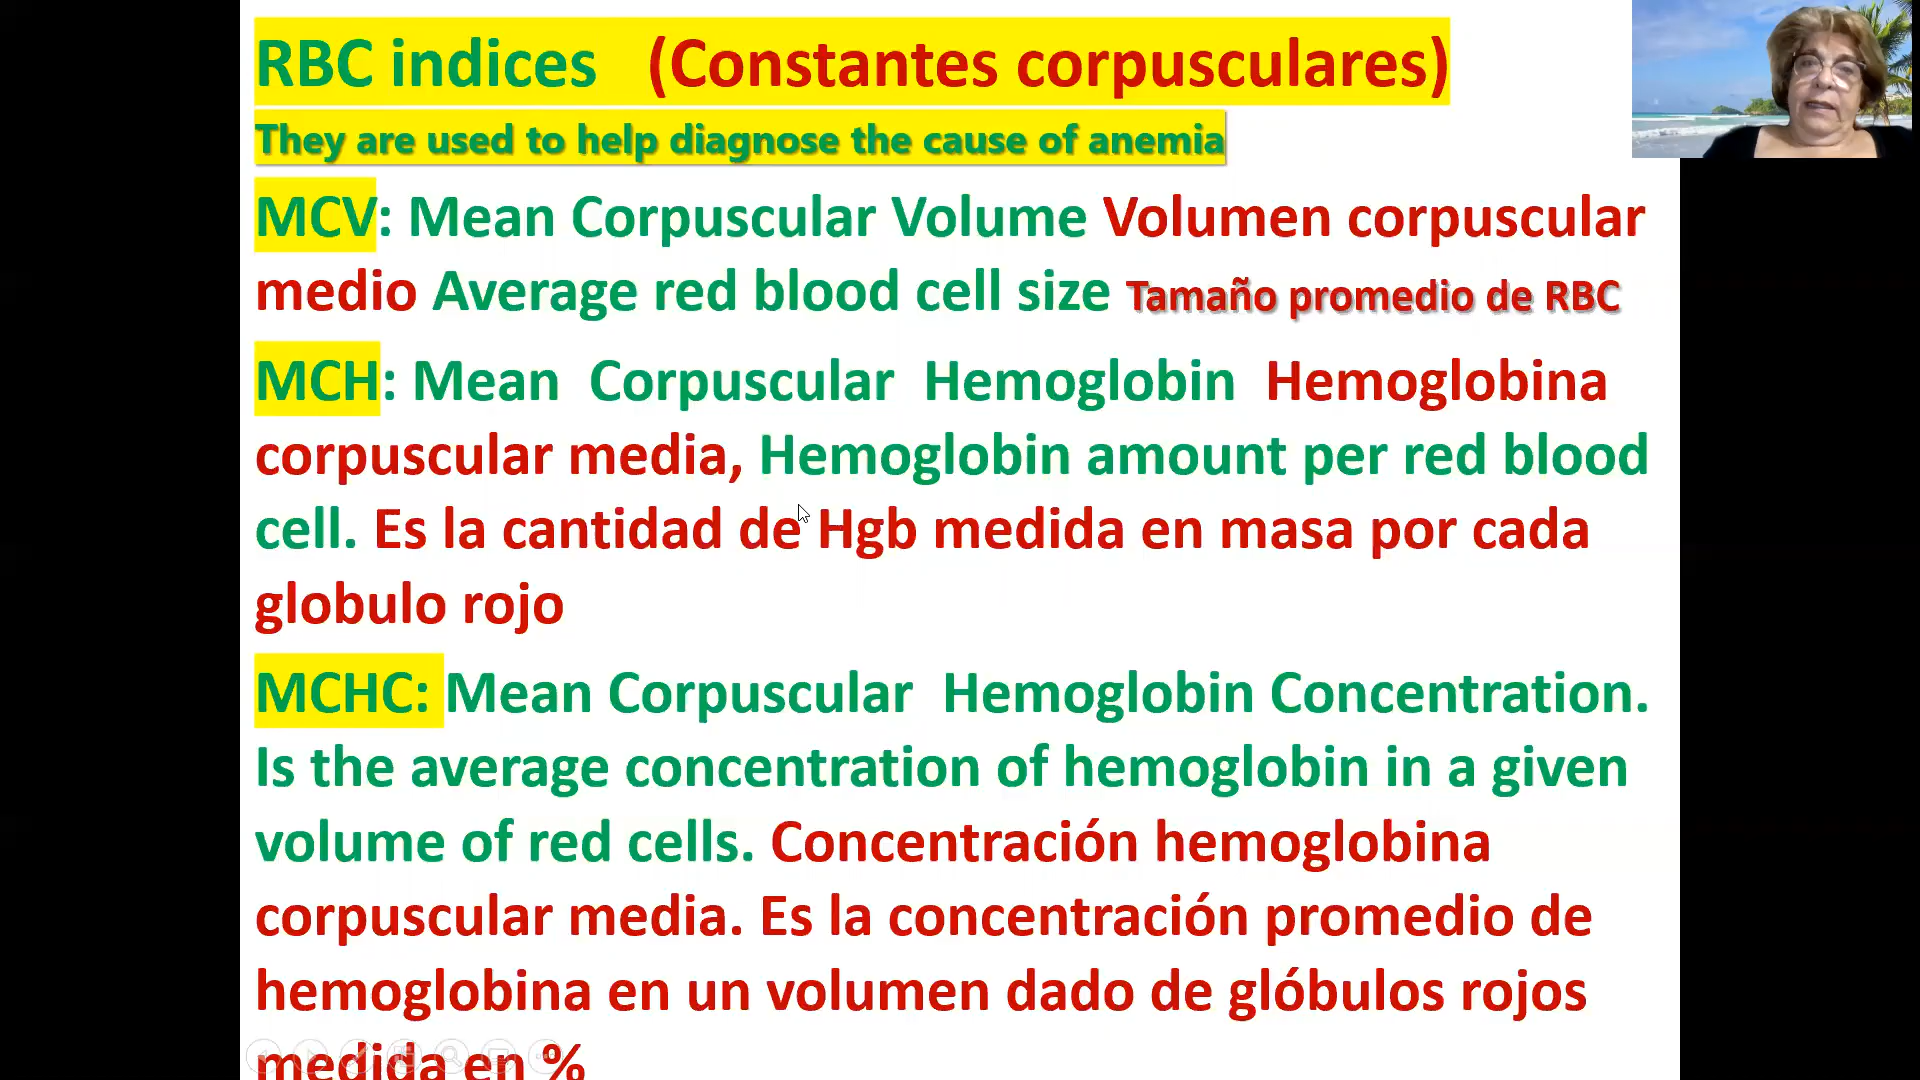 RBC indices (Constantes corpusculares)
They are used to help diagnose the cause of anemia
MCV: Mean Corpuscular Volume Volumen corpuscular
medio Average red blood cell size Tamaño promedio de RBC
MCH: Mean Corpuscular Hemoglobin Hemoglobina
corpuscular media, Hemoglobin amount per red blood
cell. Es la cantidad de Hgb medida en masa por cada
globulo rojo
MCHC: Mean Corpuscular Hemoglobin Concentration.
Is the average concentration of hemoglobin in a given
volume of red cells. Concentración hemoglobina
corpuscular media. Es la concentración promedio de
hemoglobina en un volumen dado de glóbulos rojos
medida en %